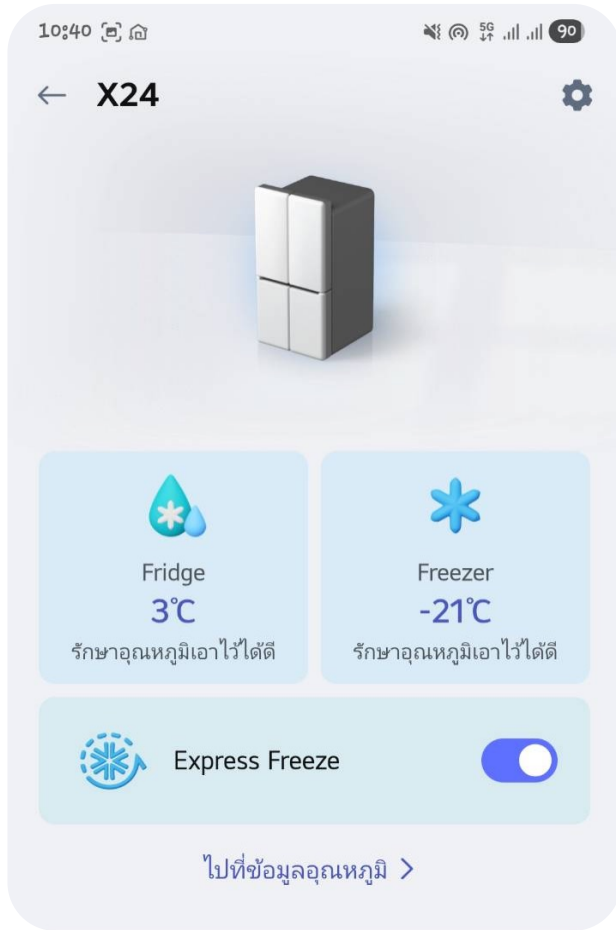 10:40
5G
90
X24
Fridge
Freezer
3℃
-21℃
รักษาอุณหภูมิเอาไว้ได้ดี
รักษาอุณหภูมิเอาไว้ได้ดี
Express Freeze
ไปที่ข้อมูลอุณหภูมิ >